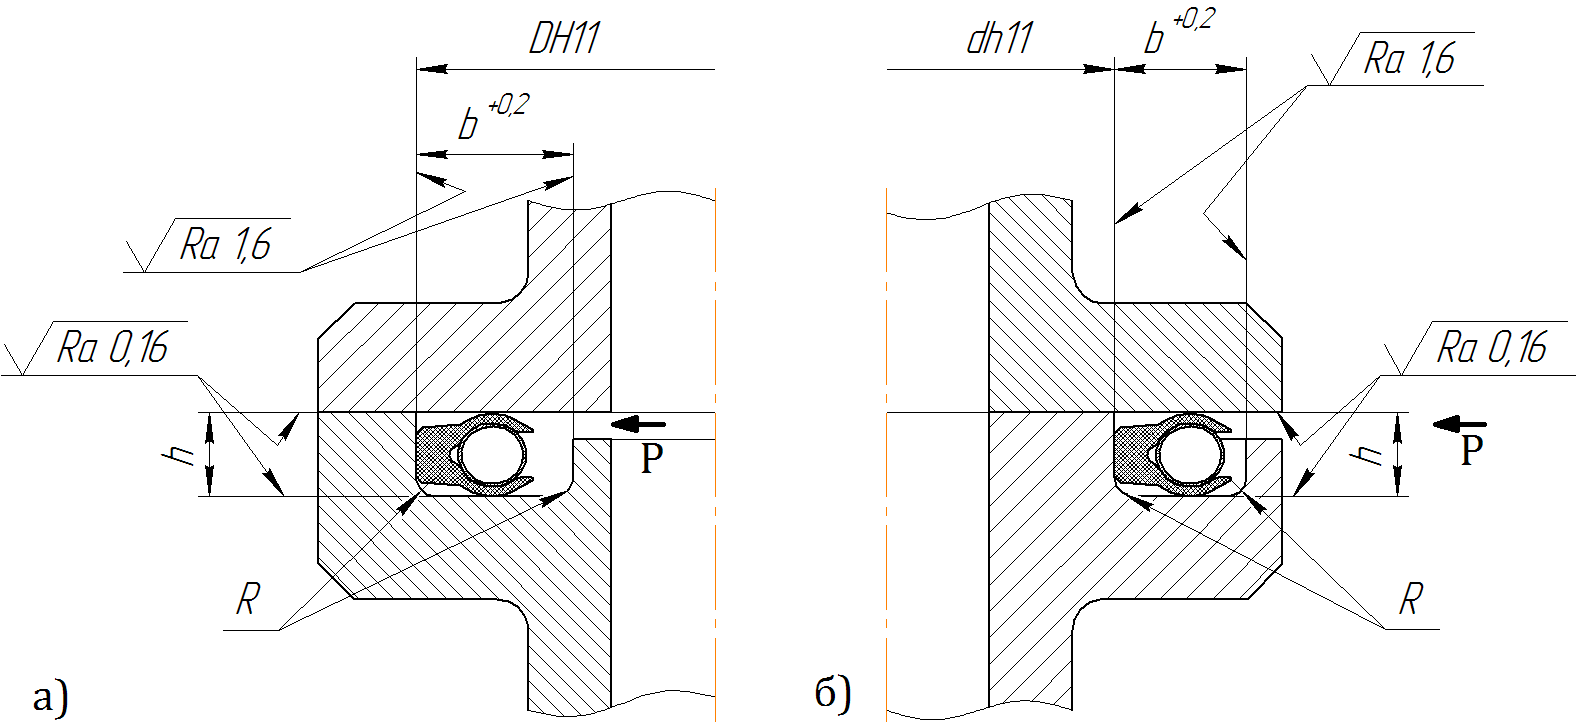 DH11
b +0,2
Ra 1,6
Ra 0,16
h
P
R
а)
dh11
b +0,2
Ra 1,6
Ra 0,16
h
P
R
б)